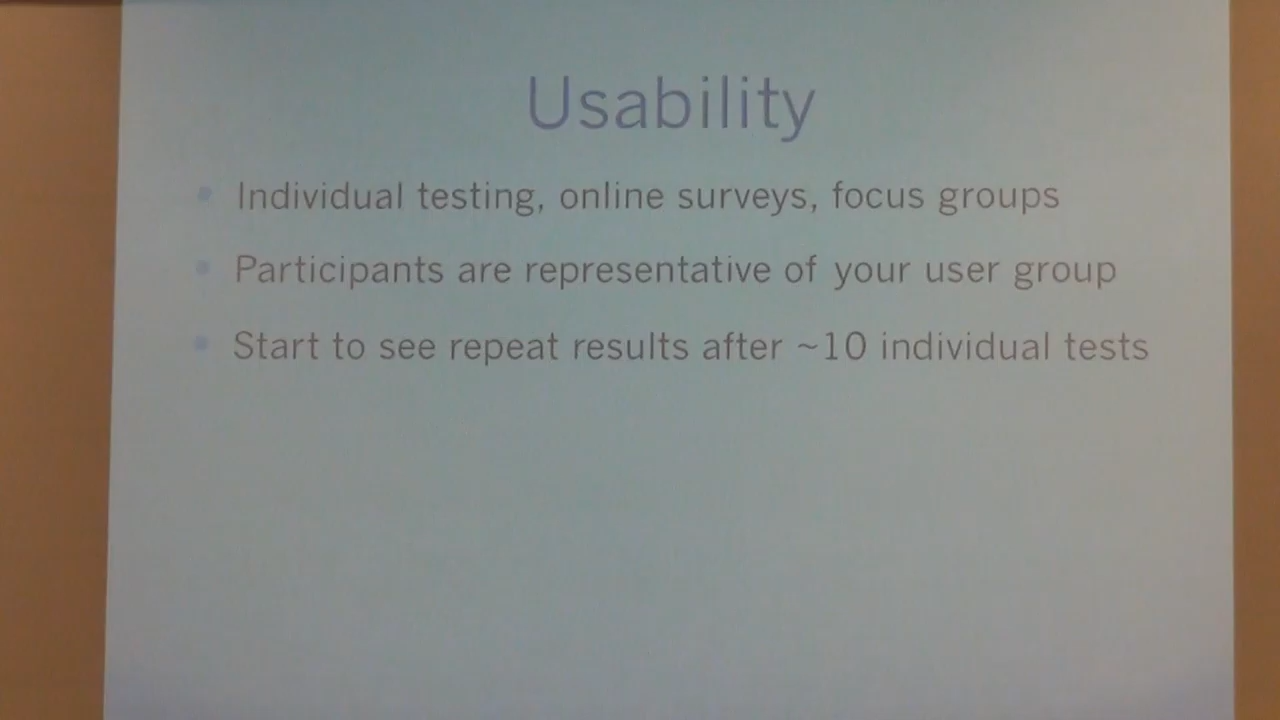 Usability
• Individual testing, online surveys, focus groups
• Participants are representative of your user group
• Start to see repeat results after ~10 individual tests